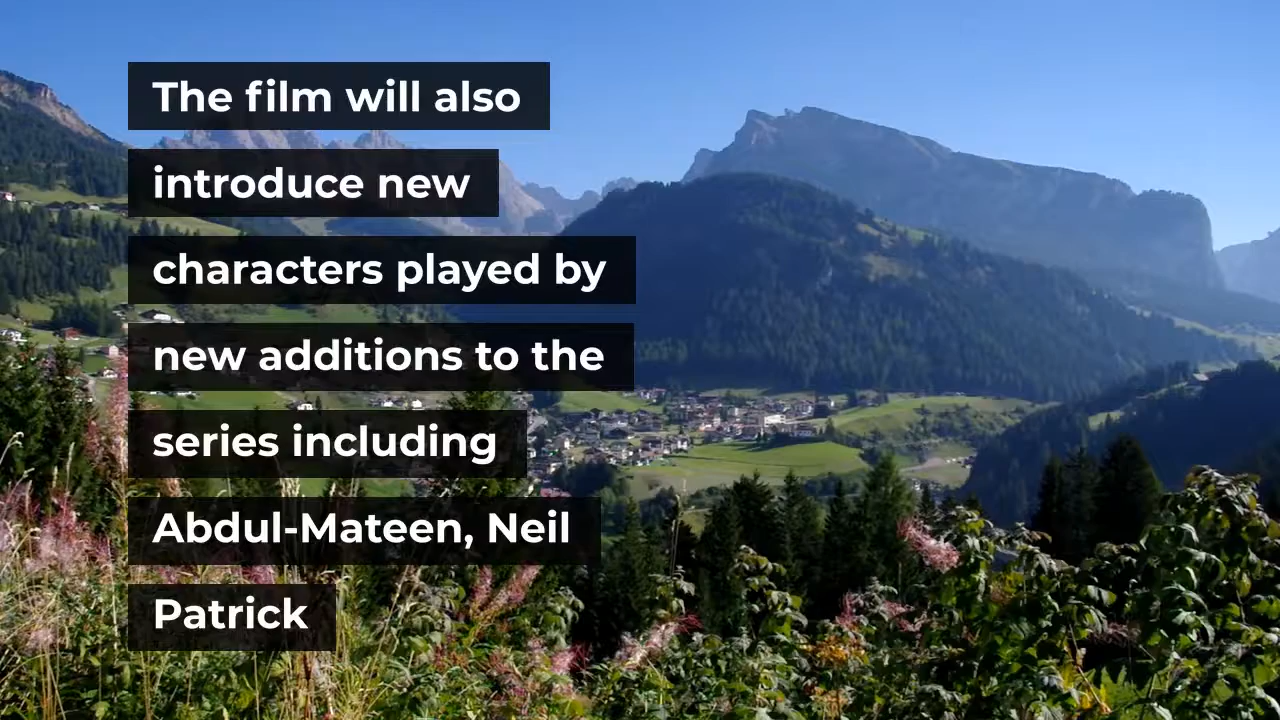 The film will also
introduce new
characters played by
new additions to the
series including
Abdul-Mateen, Neil
Patrick